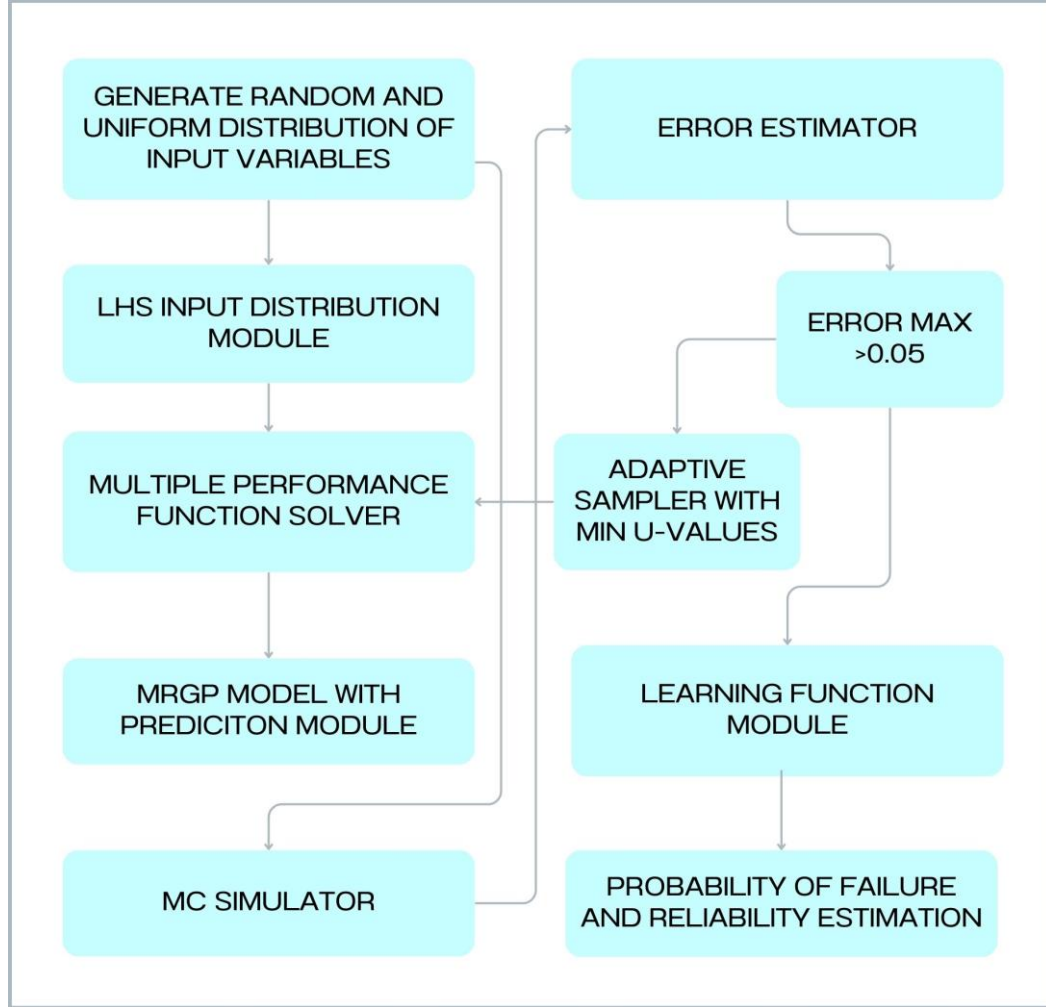 GENERATE RANDOM AND
UNIFORM DISTRIBUTION OF
INPUT VARIABLES
LHS INPUT DISTRIBUTION
MODULE
MULTIPLE PERFORMANCE
FUNCTION SOLVER
MRGP MODEL WITH
PREDICITON MODULE
MC SIMULATOR
ERROR ESTIMATOR
ERROR MAX
>0.05
ADAPTIVE
SAMPLER WITH
MIN U-VALUES
LEARNING FUNCTION
MODULE
PROBABILITY OF FAILURE
AND RELIABILITY ESTIMATION